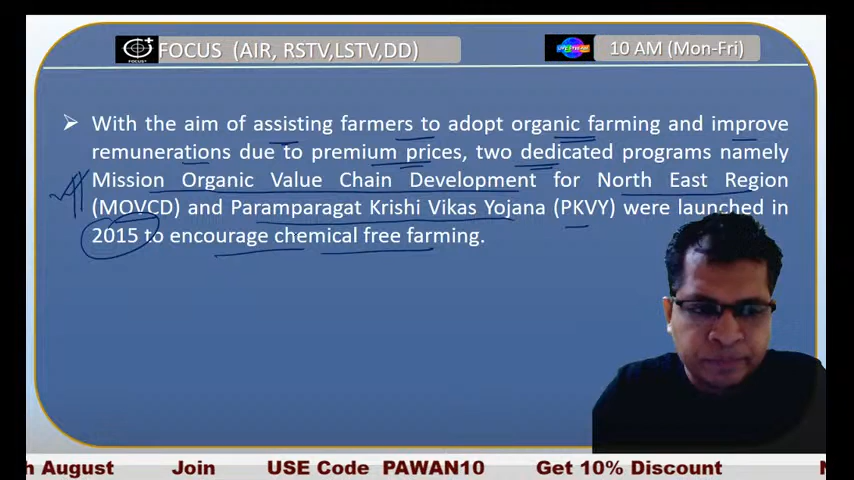 FOCUS (AIR, RSTV,LSTV,DD)
10 AM (Mon-Fri)
With the aim of assisting farmers to adopt organic farming and improve
remunerations due to premium prices, two dedicated programs namely
Mission Organic Value Chain Development for North East Region
(MOVCD) and Paramparagat Krishi Vikas Yojana (PKVY) were launched in
2015 to encourage chemical free farming.
h August Join USE Code PAWAN10 Get 10% Discount N